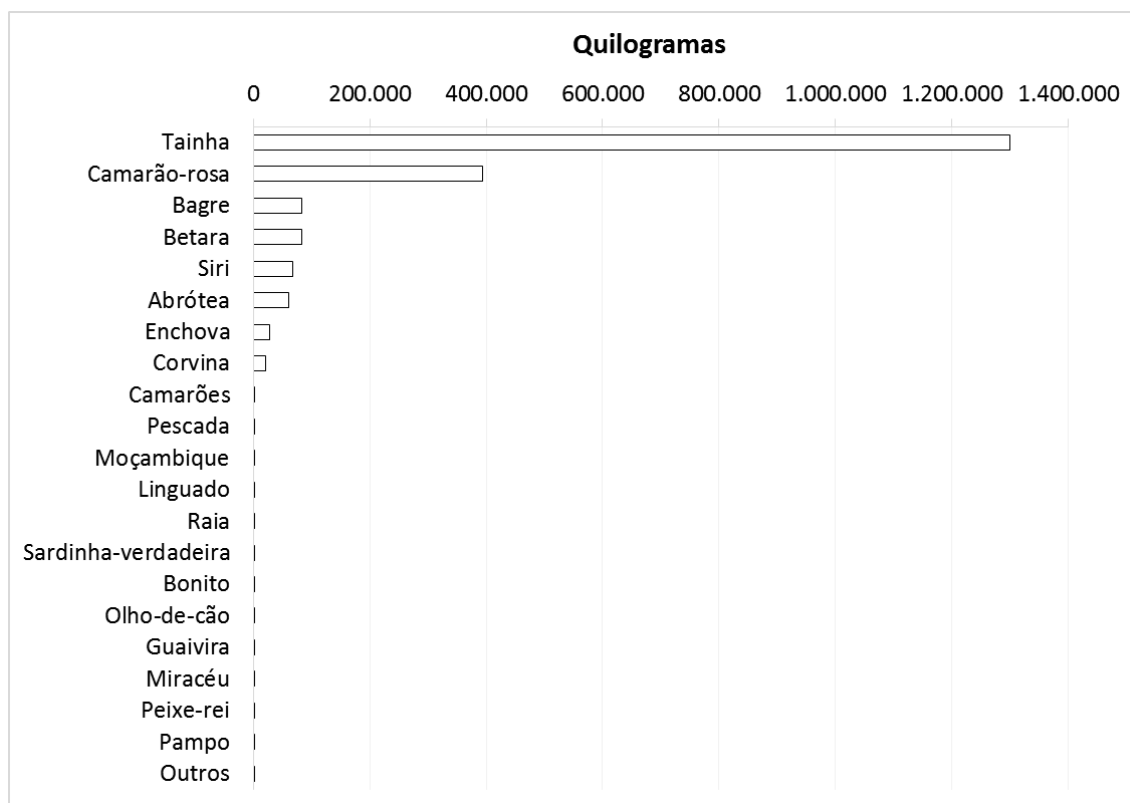 Quilogramas
0 200.000 400.000 600.000 800.000 1.000.000 1.200.000 1.400.000
Tainha
Camarão-rosa
Bagre
Betara
Siri
Abrótea
Enchova
Corvina
Camarões
Pescada
Moçambique
Linguado
Raia
Sardinha-verdadeira
Bonito
Olho-de-cão
Guaivira
Miracéu
Peixe-rei
Pampo
Outros